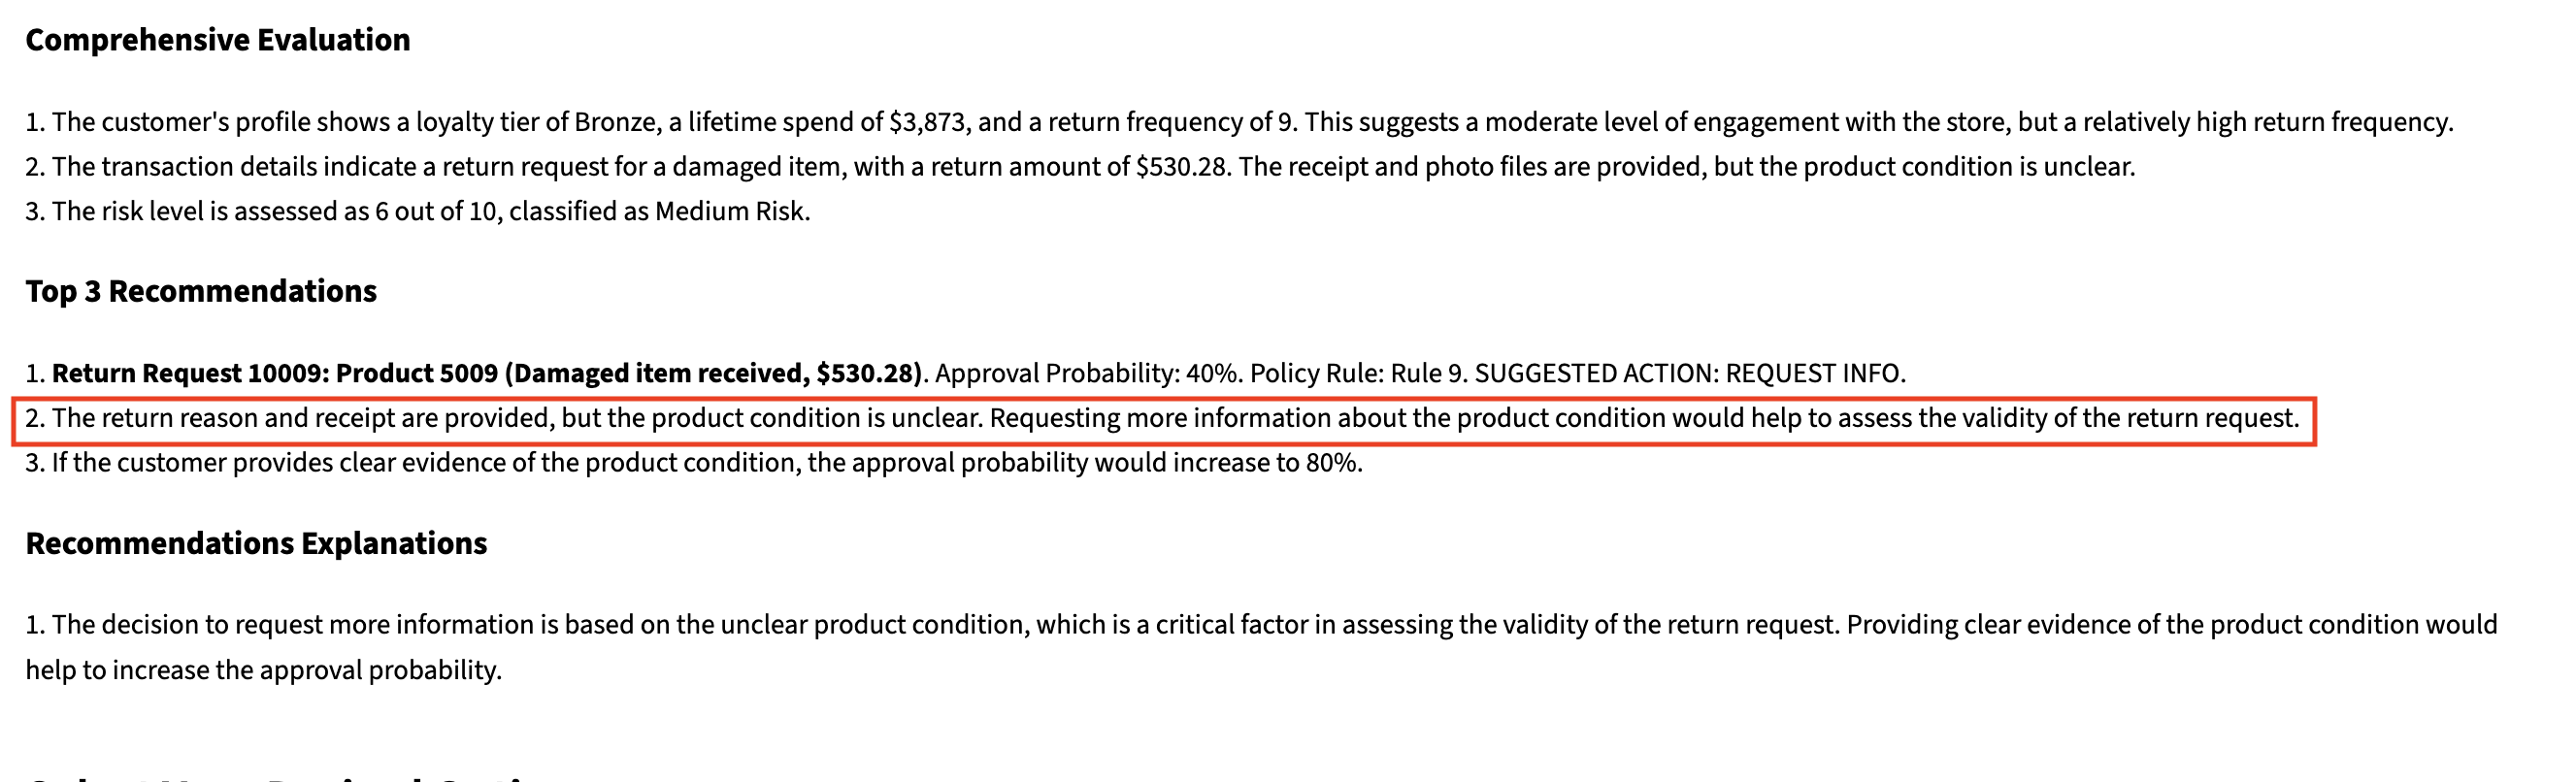 Comprehensive Evaluation
1. The customer's profile shows a loyalty tier of Bronze, a lifetime spend of $3,873, and a return frequency of 9. This suggests a moderate level of engagement with the store, but a relatively high return frequency.
2. The transaction details indicate a return request for a damaged item, with a return amount of $530.28. The receipt and photo files are provided, but the product condition is unclear.
3. The risk level is assessed as 6 out of 10, classified as Medium Risk.
Top 3 Recommendations
1. Return Request 10009: Product 5009 (Damaged item received, $530.28). Approval Probability: 40%. Policy Rule: Rule 9. SUGGESTED ACTION: REQUEST INFO.
2. The return reason and receipt are provided, but the product condition is unclear. Requesting more information about the product condition would help to assess the validity of the return request.
3. If the customer provides clear evidence of the product condition, the approval probability would increase to 80%.
Recommendations Explanations
1. The decision to request more information is based on the unclear product condition, which is a critical factor in assessing the validity of the return request. Providing clear evidence of the product condition would
help to increase the approval probability.